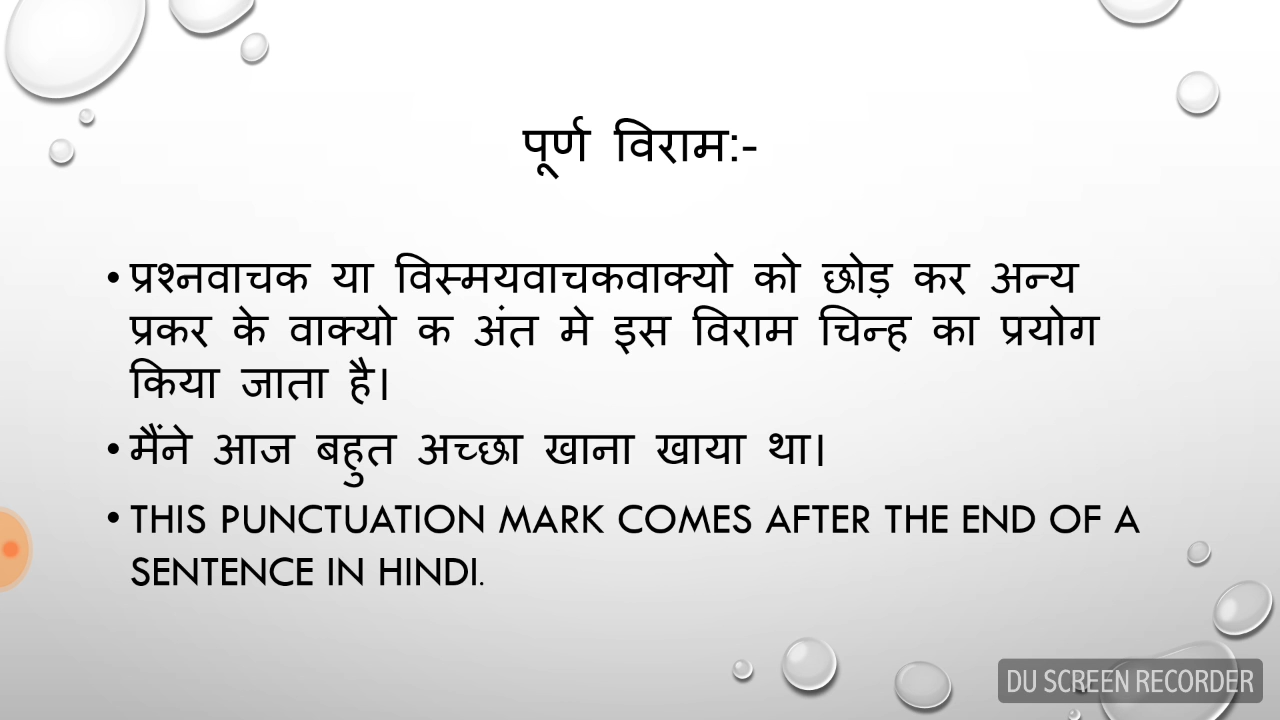 पूर्ण विराम:-
• प्रश्नवाचक या विस्मयवाचकवाक्यो को छोड़ कर अन्य
प्रकर के वाक्यो क अंत मे इस विराम चिन्ह का प्रयोग
किया जाता है।
• मैंने आज बहुत अच्छा खाना खाया था।
• THIS PUNCTUATION MARK COMES AFTER THE END OF A
SENTENCE IN HINDI.
DU SCREEN RECORDER